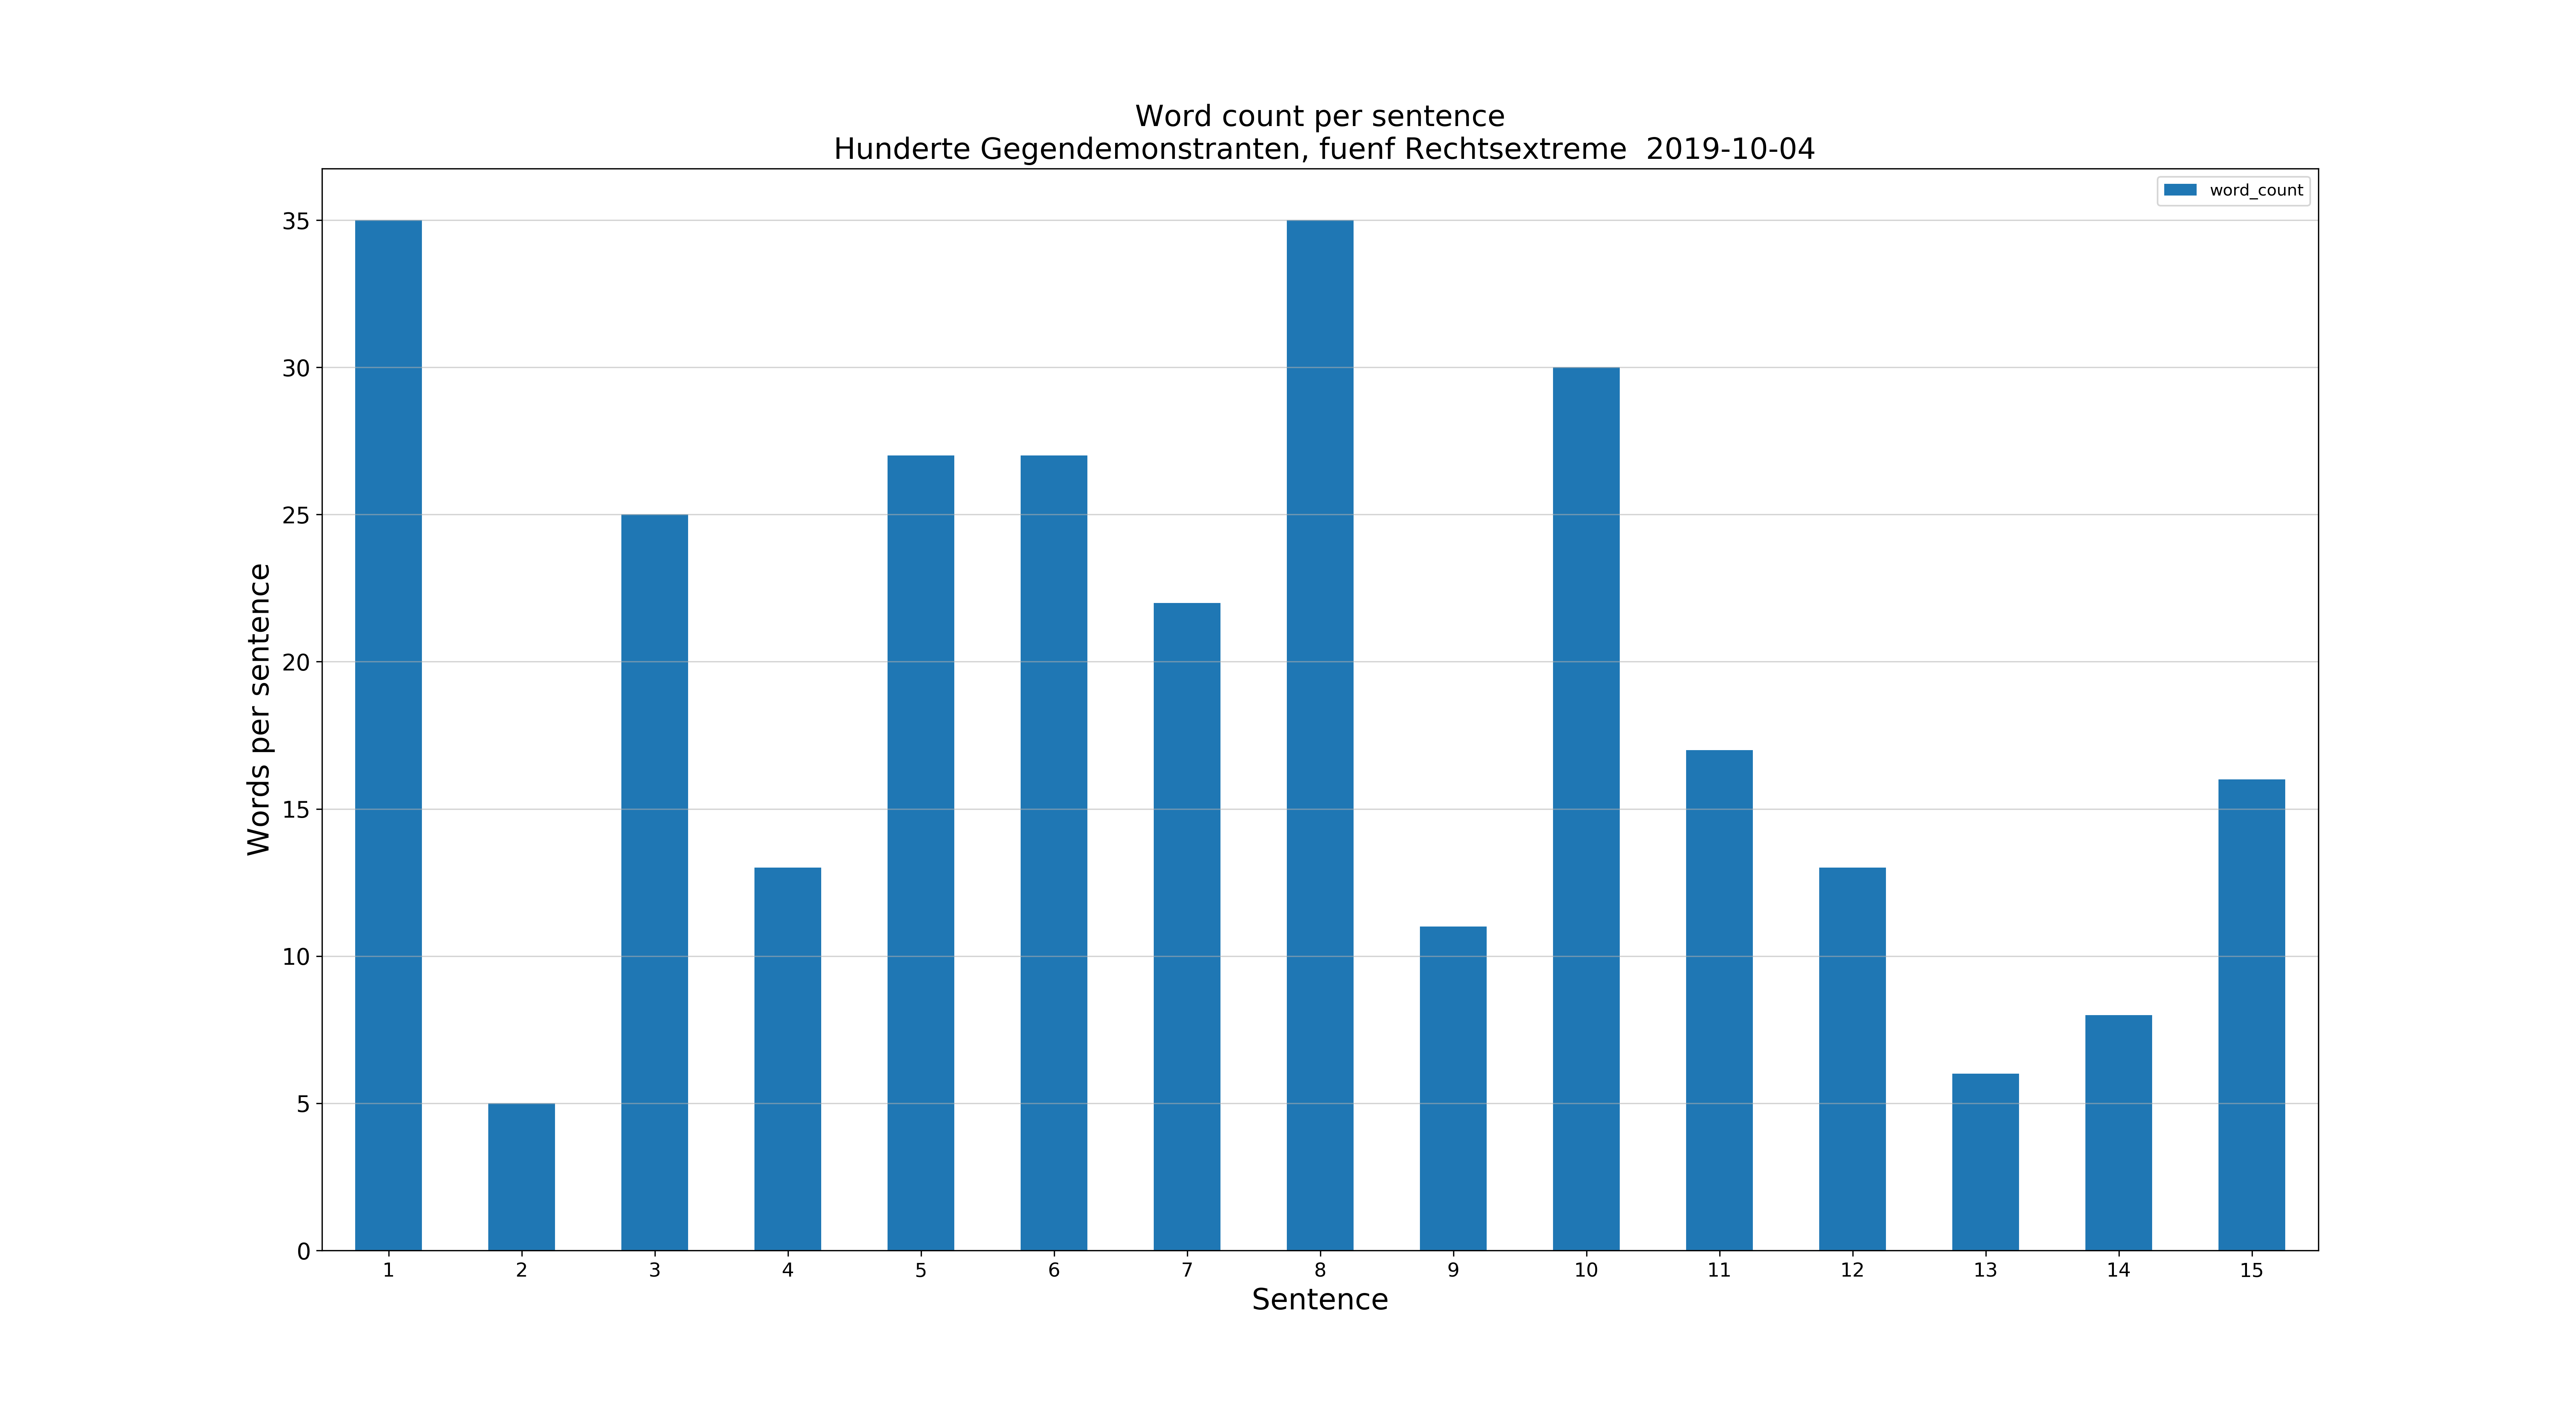 Word count per sentence
Hunderte Gegendemonstranten, fuenf Rechtsextreme  2019-10-04
word_count
35
30
25
20
15
10
5
0
Words per sentence
1 2 3 4 5 6 7 8 9 10 11 12 13 14 15
Sentence